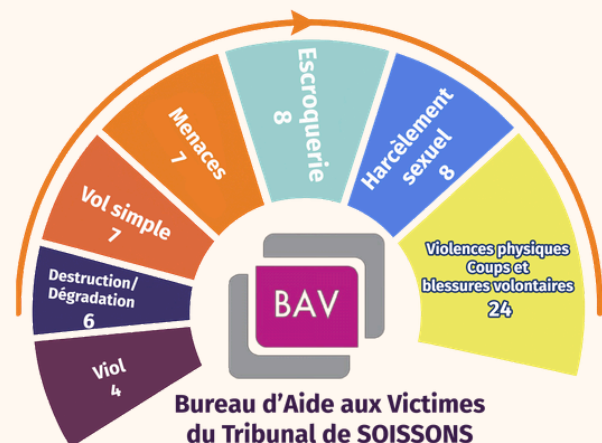 Viol
4
Destruction/
Dégradation
6
Vol simple
7
Menaces
7
Escroquerie
8
Harcèlement
sexuel
8
Violences physiques
Coups et
blessures volontaires
24
BAV
Bureau d'Aide aux Victimes
du Tribunal de SOISSONS